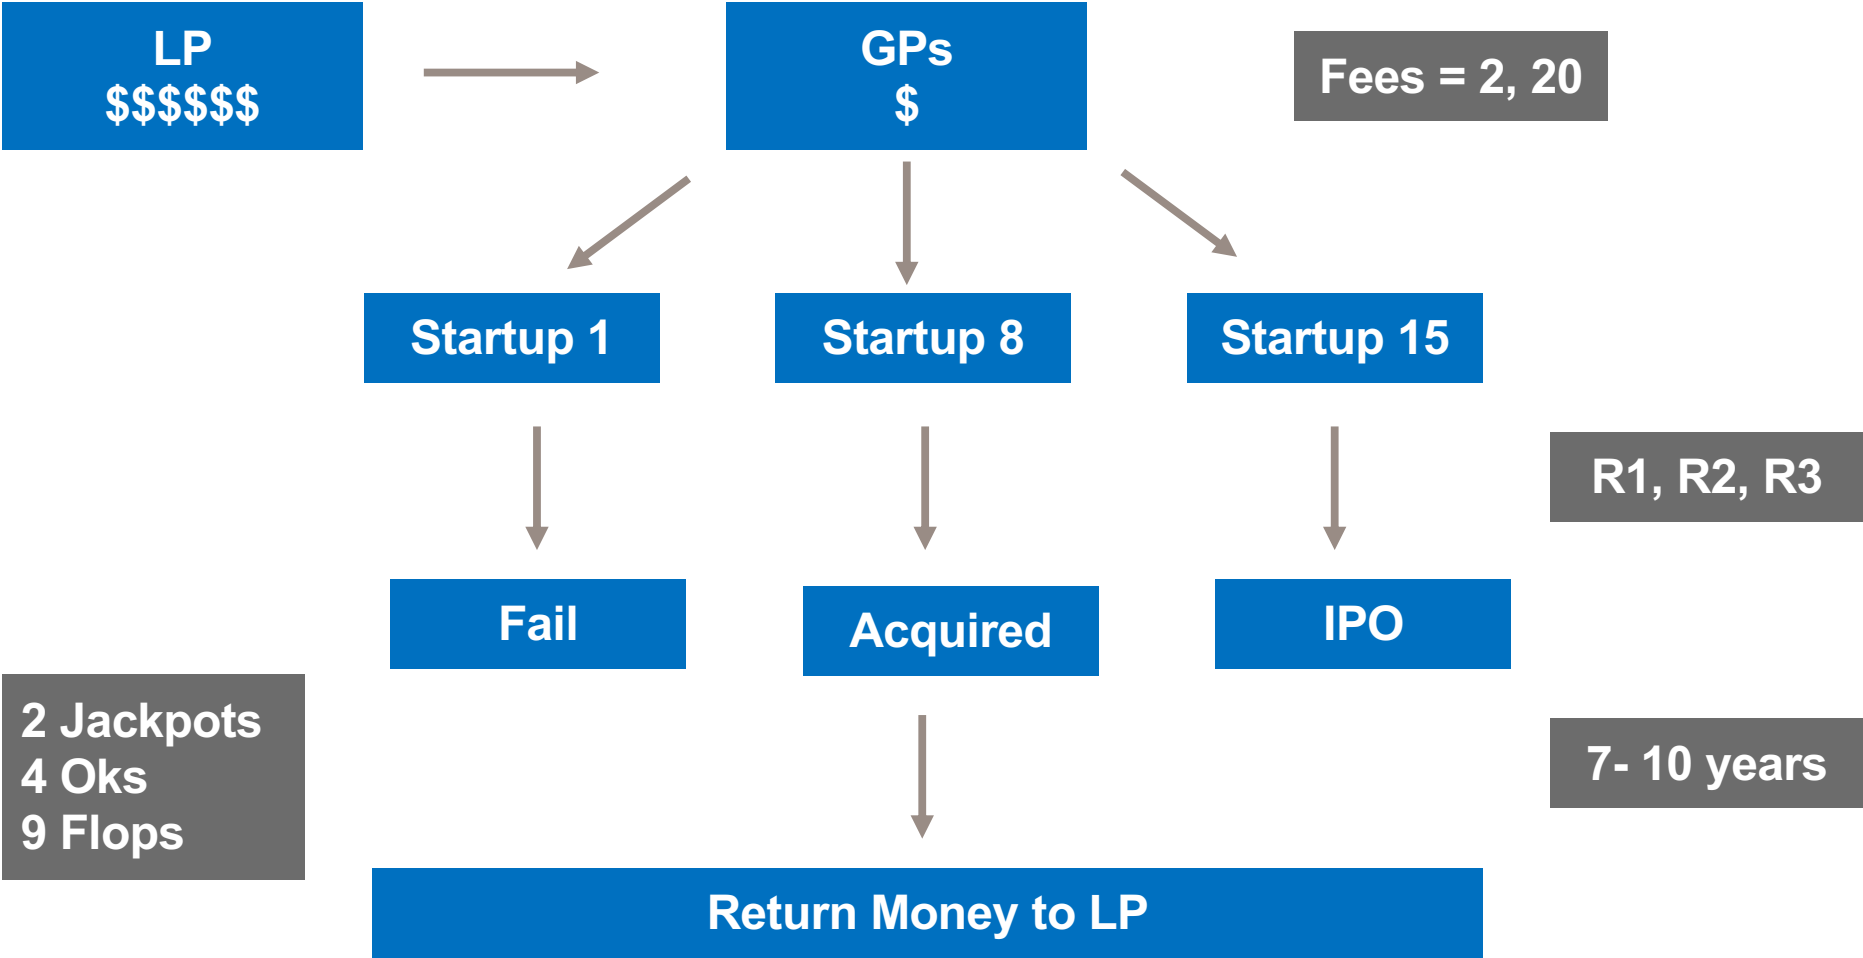 LP
$$$$$$
GPs
$
Fees = 2, 20
Startup 1
Startup 8
Startup 15
R1, R2, R3
Fail
Acquired
IPO
2 Jackpots
4 Oks
9 Flops
7- 10 years
Return Money to LP